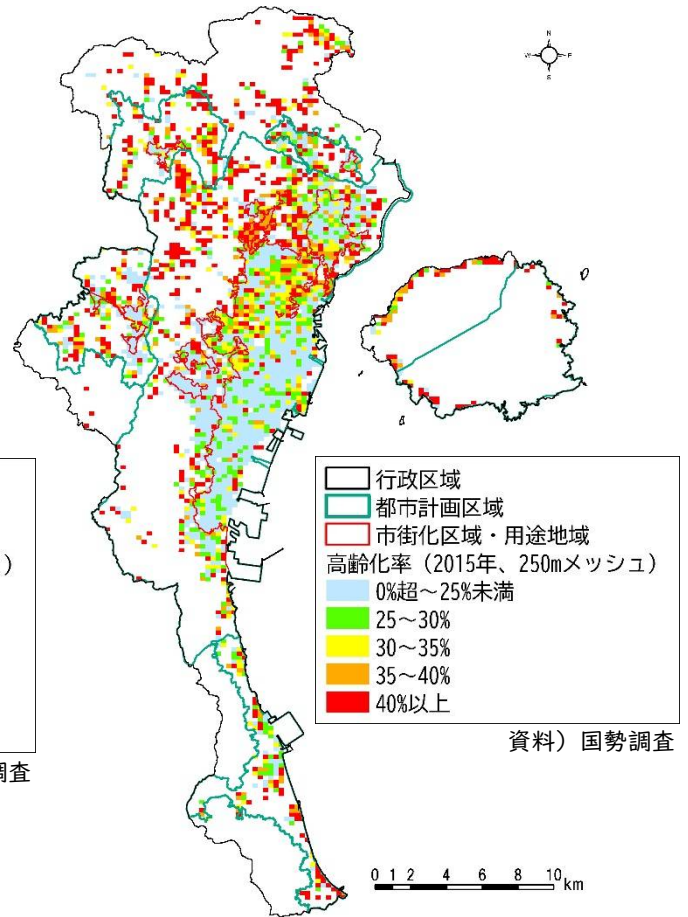 N
W E
S
行政区域
都市計画区域
市街化区域・用途地域
高齢化率（2015年、250mメッシュ）
0%超～25%未満
25～30%
30～35%
35～40%
40%以上
資料）国勢調査
）
調査
0 1 2 4 6 8 10 km